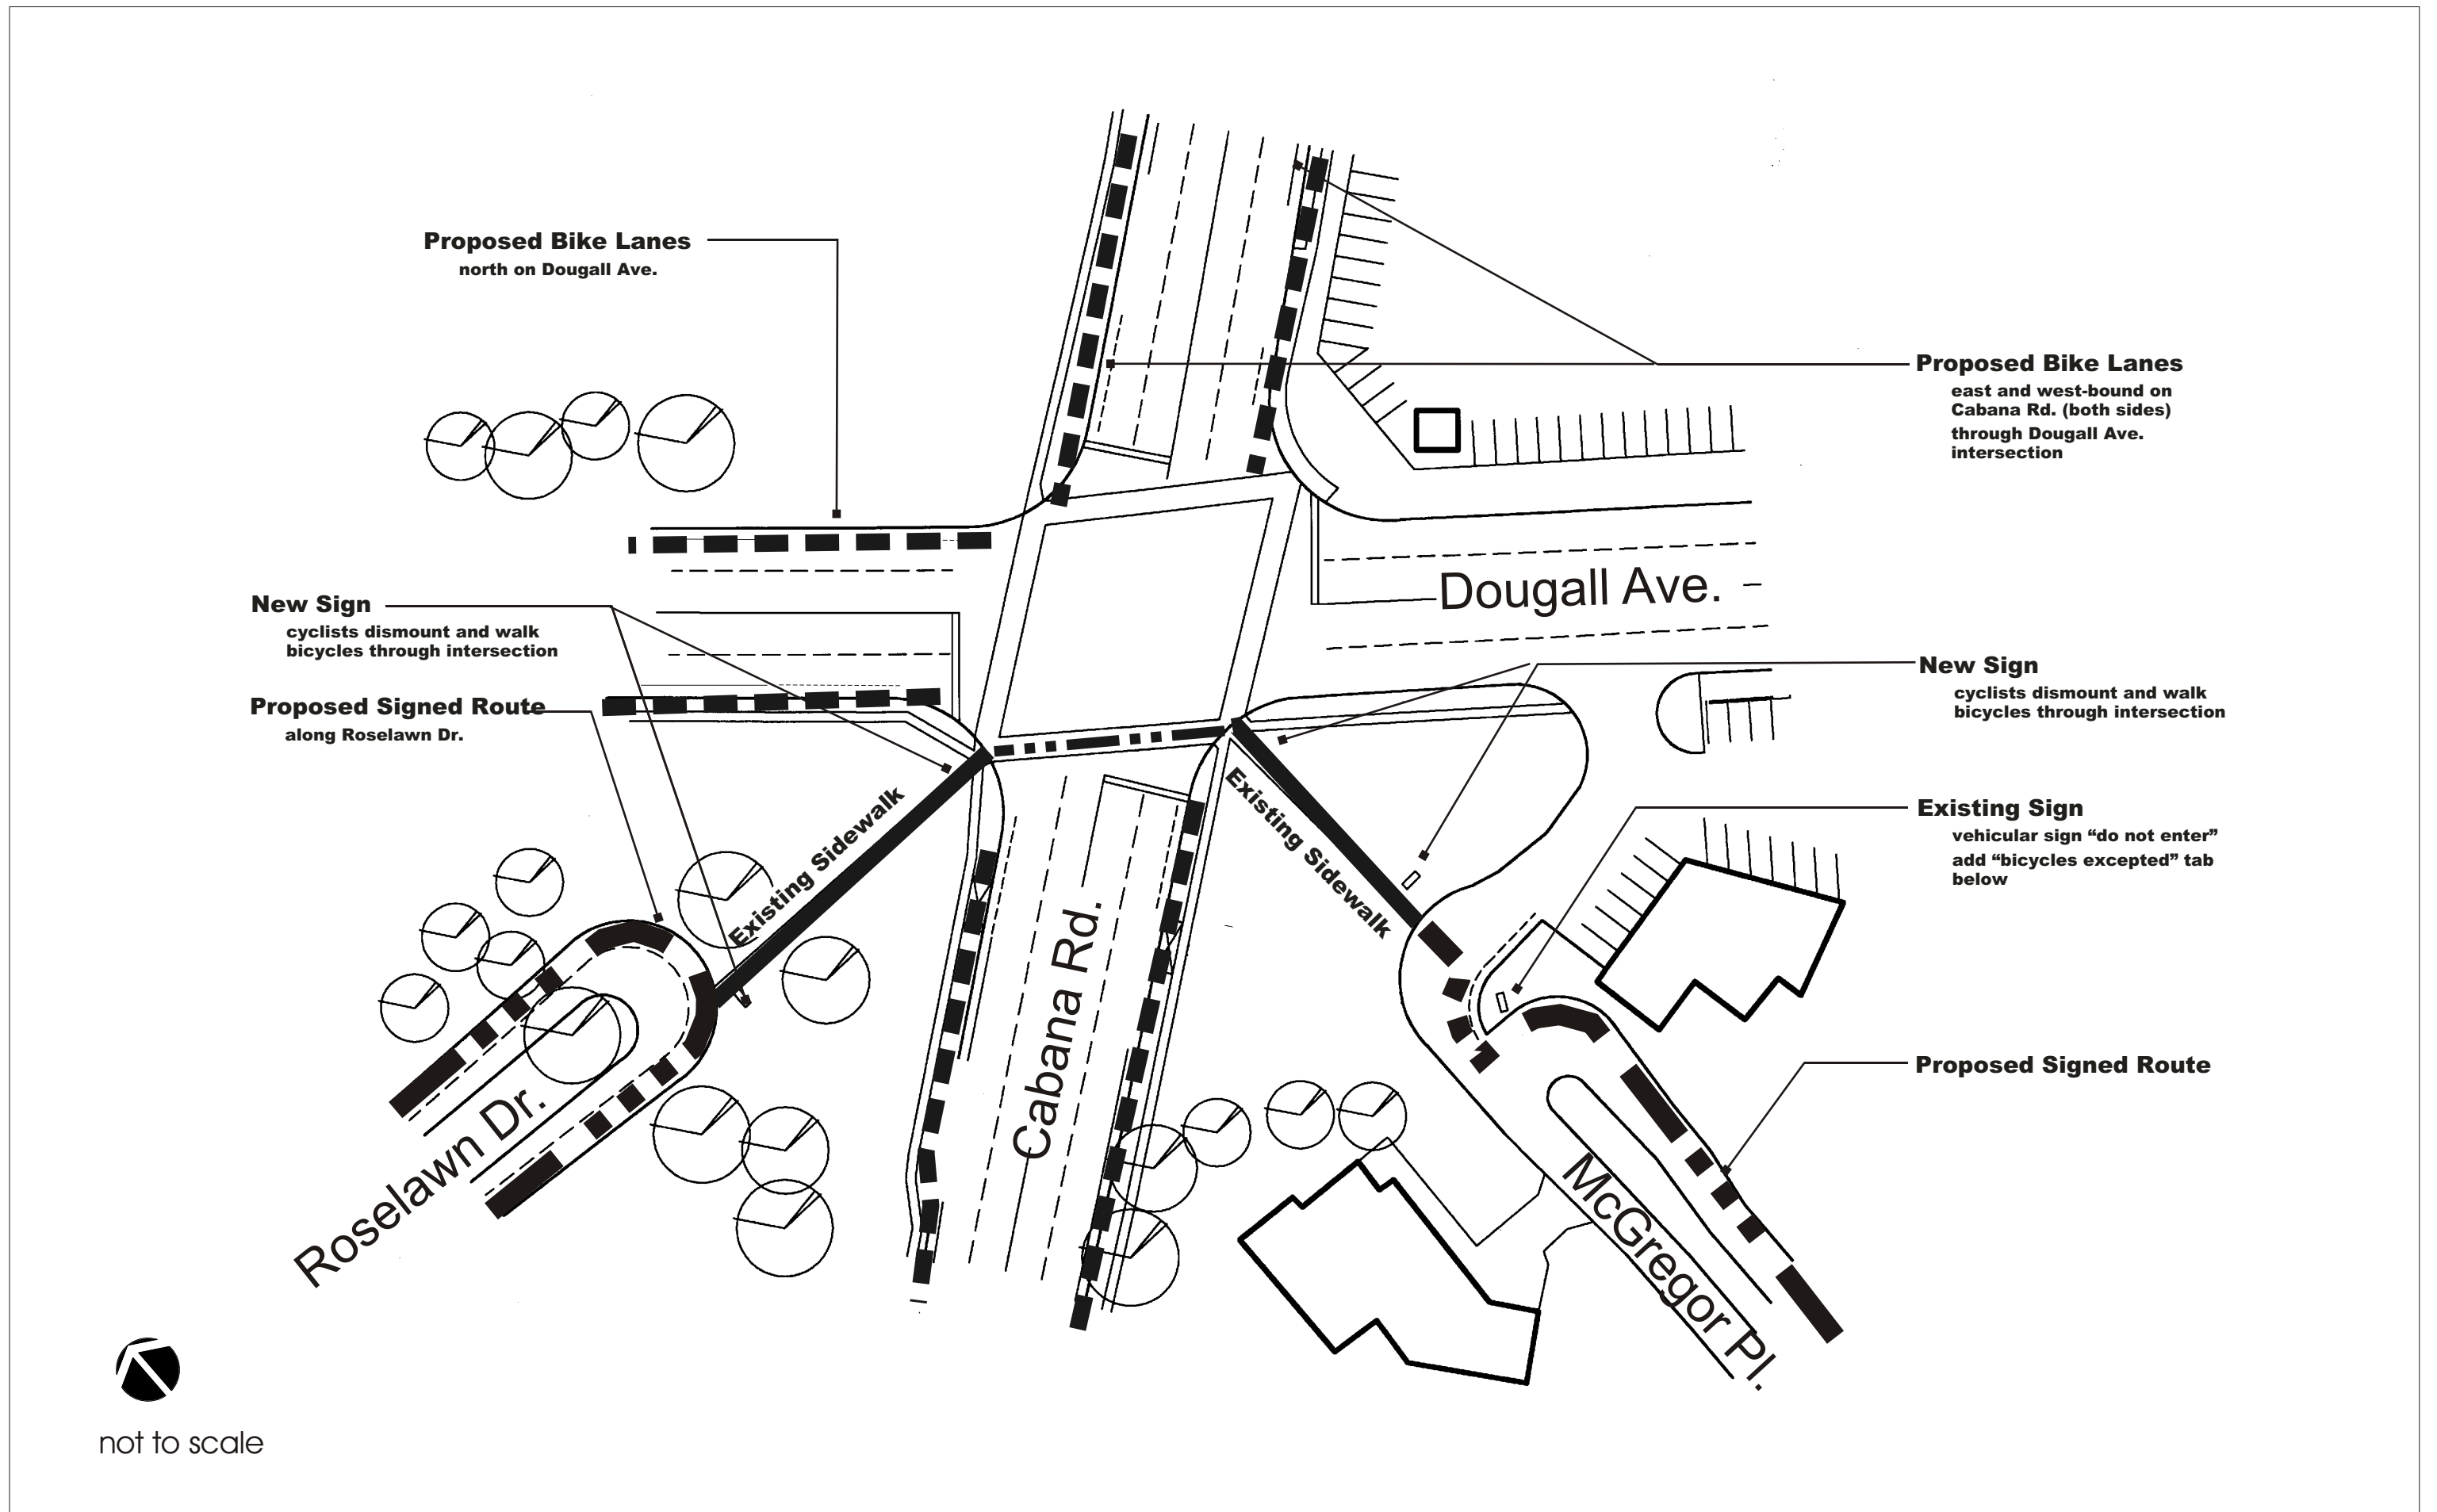 Proposed Bike Lanes
north on Dougall Ave.
Proposed Bike Lanes
east and west-bound on
Cabana Rd. (both sides)
through Dougall Ave.
intersection
Dougall Ave.
New Sign
cyclists dismount and walk
bicycles through intersection
Proposed Signed Route
along Roselawn Dr.
New Sign
cyclists dismount and walk
bicycles through intersection
Existing Sidewalk
Existing Sidewalk
Existing Sign
vehicular sign “do not enter”
add “bicycles excepted” tab
below
Cabana Rd.
Roselawn Dr.
Proposed Signed Route
McGregor Pl.
not to scale